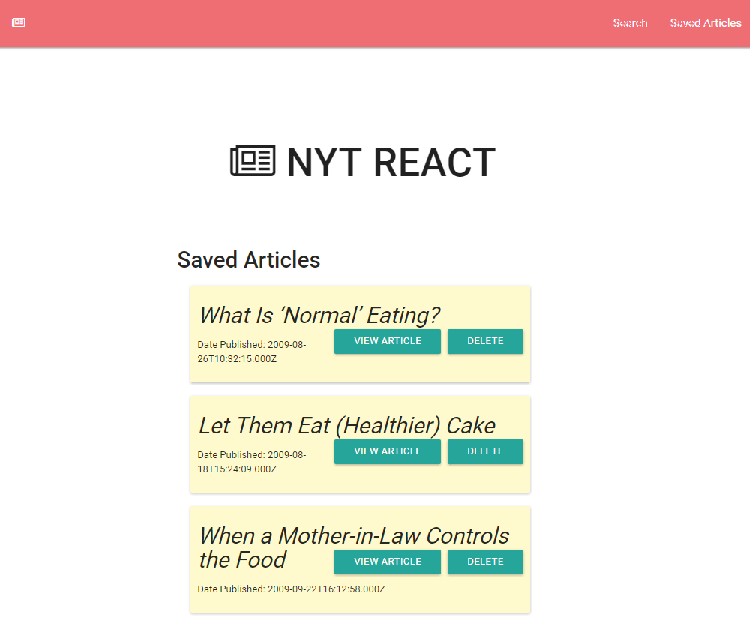 Search Saved Articles
NYT REACT
Saved Articles
What Is ‘Normal’ Eating?
VIEW ARTICLE DELETE
Date Published: 2009-08-
26T10:32:15.000Z
Let Them Eat (Healthier) Cake
VIEW ARTICLE DELETE
Date Published: 2009-08-
18T15:24:09.000Z
When a Mother-in-Law Controls
the Food
VIEW ARTICLE DELETE
Date Published: 2009-09-22T16:12:58.000Z